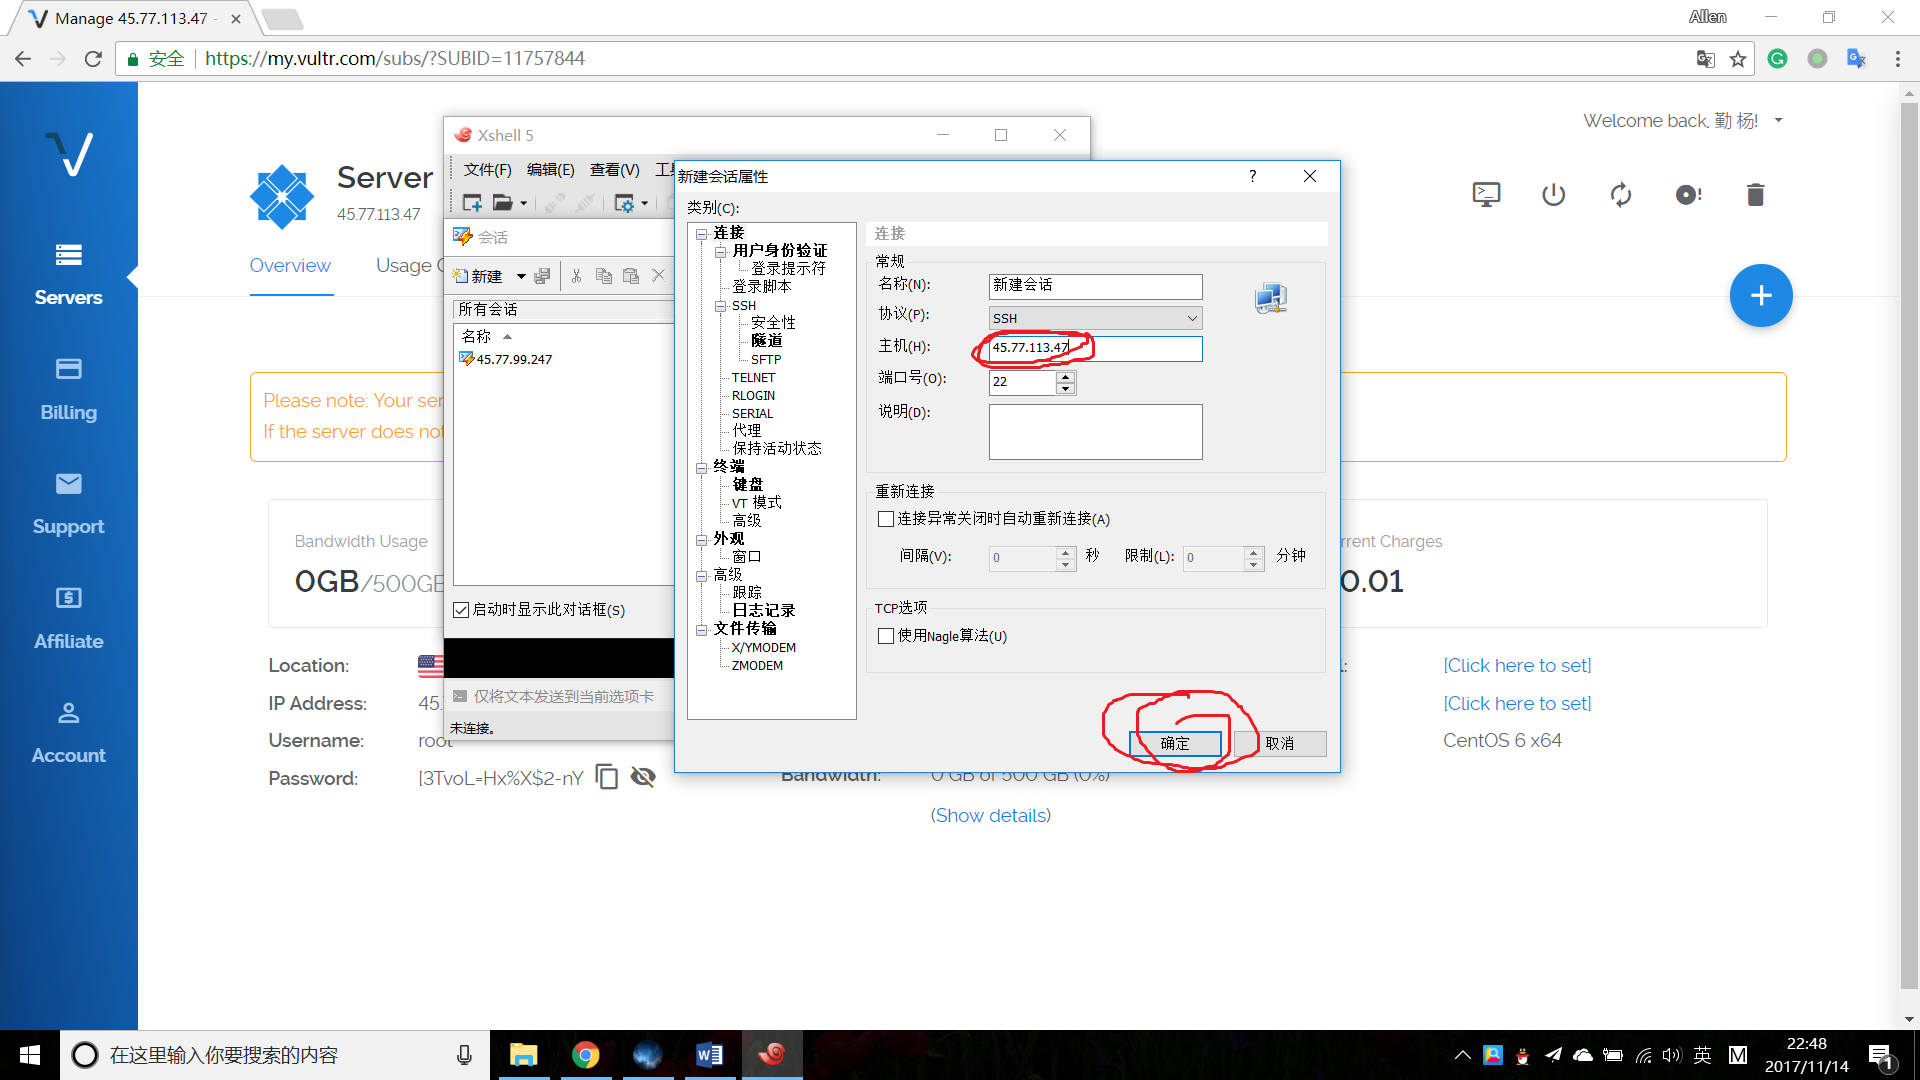 Manage 45.77.113.47 -
Allen
安全
https://my.vultr.com/subs/?SUBID=11757844
Welcome back, 勤 杨!
Server
45.77.113.47
Overview
Usage
Servers
Billing
Support
Affiliate
Account
Please note: Your
If the server does not
Bandwidth Usage
0GB/500GB
Charges
0.01
Location:
IP Address: 45.
Username: root
Password: [3TvoL=Hx%X$2-nY
Bandwidth: 0 GB of 500 GB (0%)
(Show details)
[Click here to set]
[Click here to set]
CentOS 6 x64
Xshell 5
文件(F) 编辑(E) 查看(V)
会话
新建
所有会话
名称
45.77.99.247
启动时显示此对话框(S)
仅将文本发送到当前选项卡
未连接。
新建会话属性
?
类别(C):
连接
用户身份验证
登录提示符
登录脚本
SSH
安全性
隧道
SFTP
TELNET
RLOGIN
SERIAL
代理
保持活动状态
终端
键盘
VT 模式
高级
外观
窗口
高级
跟踪
日志记录
文件传输
X/YMODEM
ZMODEM
连接
常规
名称(N): 新建会话
协议(P): SSH
主机(H): 45.77.113.47
端口号(O): 22
说明(D):
重新连接
连接异常关闭时自动重新连接(A)
间隔(V): 0 秒 限制(L): 0 分钟
TCP选项
使用Nagle算法(U)
确定 取消
在这里输入你要搜索的内容
英
M
22:48
2017/11/14
1